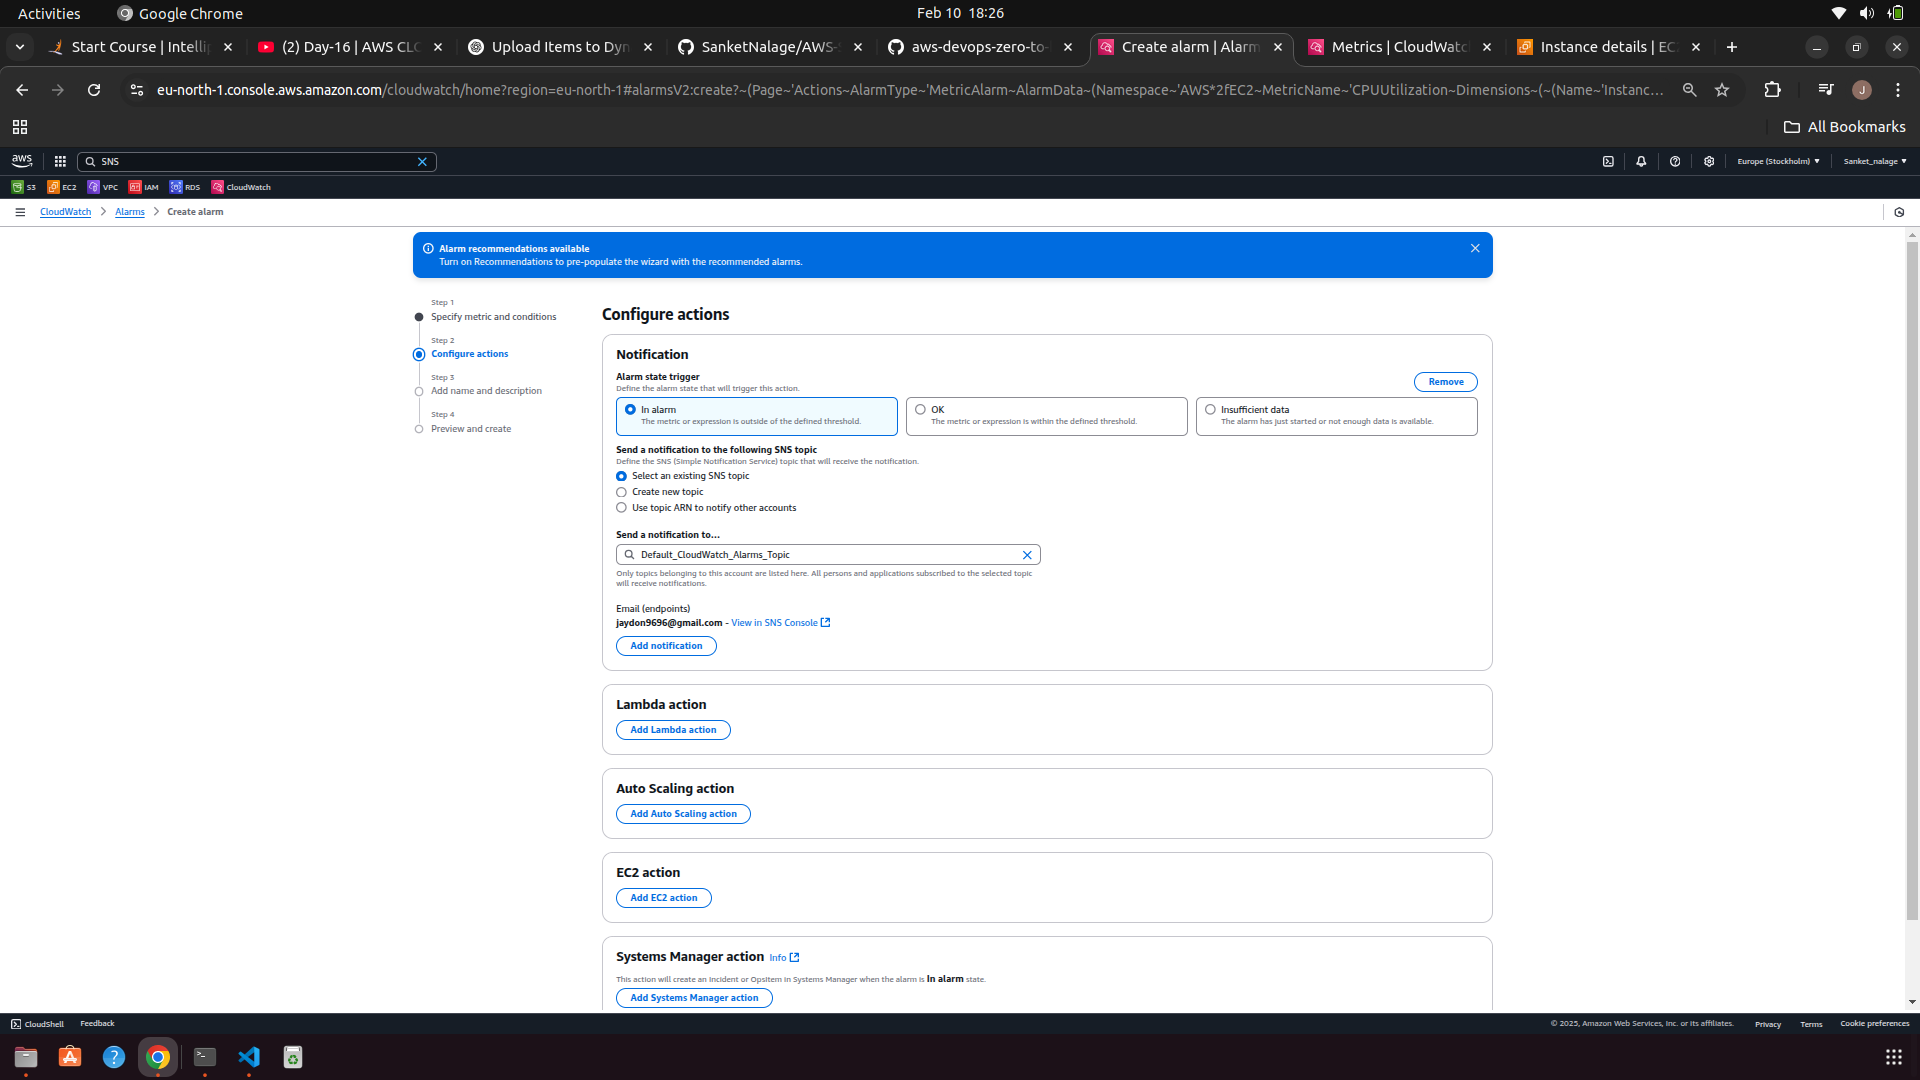 Activities
Google Chrome
Feb 10 18:26
Start Course | Intelli
(2) Day-16 | AWS CLO
Upload Items to Dyn
SanketNalage/AWS-
aws-devops-zero-to-
Create alarm | Alarm
Metrics | CloudWatc
Instance details | EC
eu-north-1.console.aws.amazon.com/cloudwatch/home?region=eu-north-1#alarmsV2:create?~(Page~'Actions~AlarmType~'MetricAlarm~AlarmData~(Namespace~'AWS*2fEC2~MetricName~'CPUUtilization~Dimensions~(~(Name~'Instanc...
J
All Bookmarks
aws
SNS
Europe (Stockholm)
Sanket_nalage
S3
EC2
VPC
IAM
RDS
CloudWatch
CloudWatch
Alarms
Create alarm
Alarm recommendations available
Turn on Recommendations to pre-populate the wizard with the recommended alarms.
Step 1
Specify metric and conditions
Step 2
Configure actions
Step 3
Add name and description
Step 4
Preview and create
Configure actions
Notification
Alarm state trigger
Define the alarm state that will trigger this action.
Remove
In alarm
The metric or expression is outside of the defined threshold.
OK
The metric or expression is within the defined threshold.
Insufficient data
The alarm has just started or not enough data is available.
Send a notification to the following SNS topic
Define the SNS (Simple Notification Service) topic that will receive the notification.
Select an existing SNS topic
Create new topic
Use topic ARN to notify other accounts
Send a notification to...
Default_CloudWatch_Alarms_Topic
Only topics belonging to this account are listed here. All persons and applications subscribed to the selected topic
will receive notifications.
Email (endpoints)
jaydon9696@gmail.com - View in SNS Console
Add notification
Lambda action
Add Lambda action
Auto Scaling action
Add Auto Scaling action
EC2 action
Add EC2 action
Systems Manager action Info
This action will create an Incident or OpsItem in Systems Manager when the alarm is In alarm state.
Add Systems Manager action
CloudShell
Feedback
© 2025, Amazon Web Services, Inc. or its affiliates.
Privacy
Terms
Cookie preferences